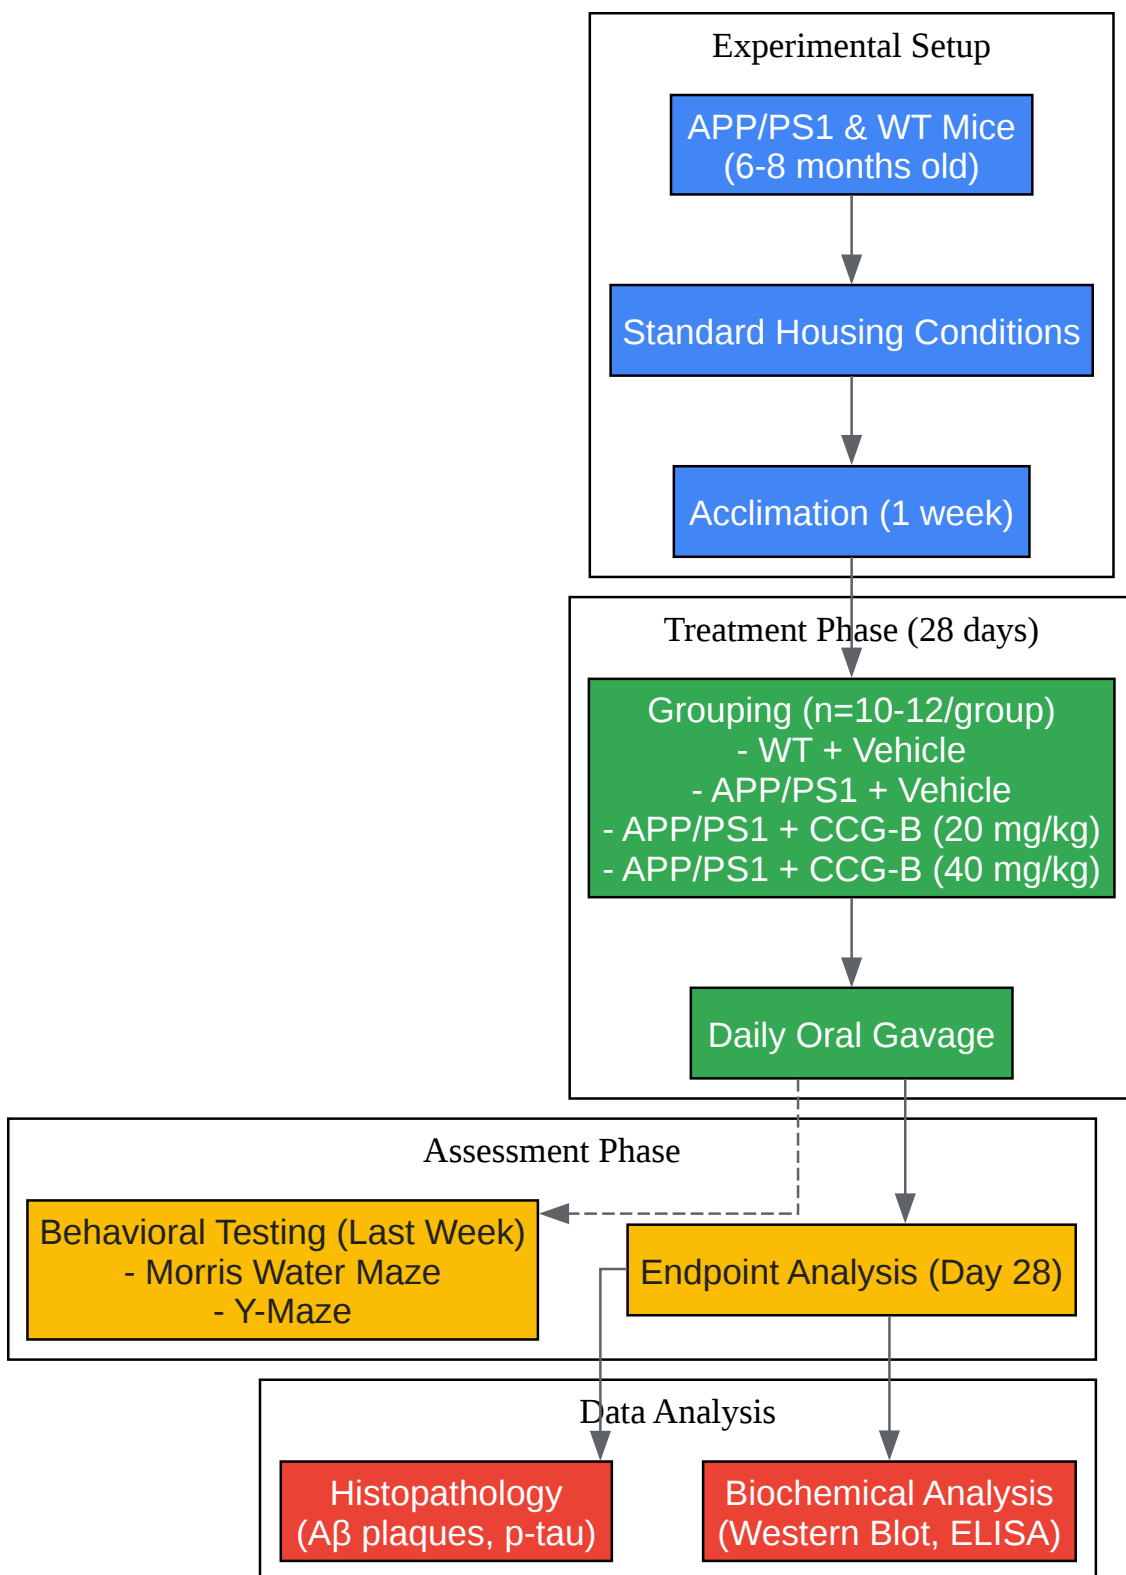 Experimental Setup
APP/PS1 & WT Mice
(6-8 months old)
Standard Housing Conditions
Acclimation (1 week)
Treatment Phase (28 days)
Grouping (n=10-12/group)
- WT + Vehicle
- APP/PS1 + Vehicle
- APP/PS1 + CCG-B (20 mg/kg)
- APP/PS1 + CCG-B (40 mg/kg)
Daily Oral Gavage
Assessment Phase
Behavioral Testing (Last Week)
- Morris Water Maze
- Y-Maze
Endpoint Analysis (Day 28)
Data Analysis
Histopathology
(Aβ plaques, p-tau)
Biochemical Analysis
(Western Blot, ELISA)